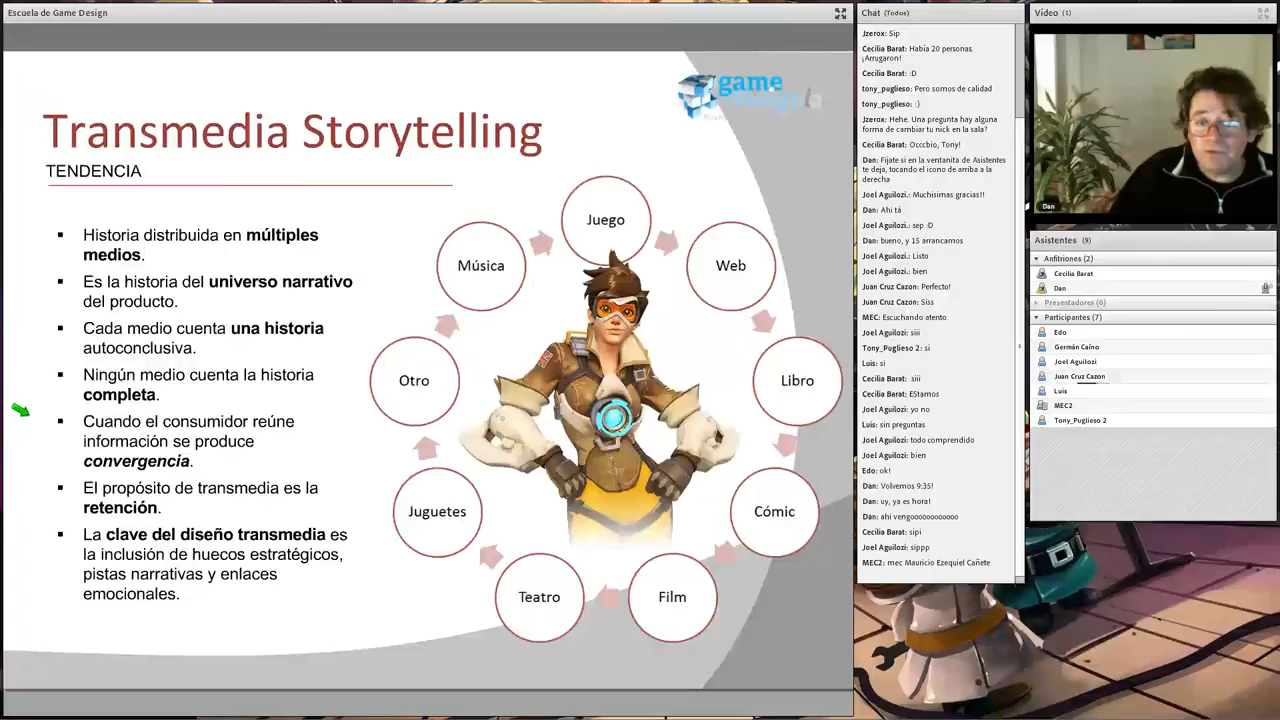 Escuela de Game Design
game
design.la
Transmedia Storytelling
TENDENCIA
▪ Historia distribuida en múltiples
medios.
▪ Es la historia del universo narrativo
del producto.
▪ Cada medio cuenta una historia
autoconclusiva.
▪ Ningún medio cuenta la historia
completa.
▪ Cuando el consumidor reúne
información se produce
convergencia.
▪ El propósito de transmedia es la
retención.
▪ La clave del diseño transmedia es
la inclusión de huecos estratégicos,
pistas narrativas y enlaces
emocionales.
Juego
Web
Libro
Cómic
Film
Teatro
Juguetes
Otro
Música
Chat (Todos)
Jzerox: Sip
Cecilia Barat: Había 20 personas.
¡Arrugaron!
Cecilia Barat: :D
tony_puglieso: Pero somos de calidad
tony_puglieso: :)
Jzerox: Hehe. Una pregunta hay alguna
forma de cambiar tu nick en la sala?
Cecilia Barat: Occcbio, Tony!
Dan: Fijate si en la ventanita de Asistentes
te deja, tocando el icono de arriba a la
derecha
Joel Aguilozi.: Muchisimas gracias!!
Dan: Ahi tá
Joel Aguilozi.: sep :D
Dan: bueno, y 15 arrancamos
Joel Aguilozi: Listo
Joel Aguilozi.: bien
Juan Cruz Cazon: Perfecto!
Juan Cruz Cazon: Siss
MEC: Escuchando atento.
Joel Aguilozi: siii
Tony_Puglieso 2: si
Luis: si
Cecilia Barat: siii
Cecilia Barat: EStamos
Joel Aguilozi: yo no
Luis: sin preguntas
Joel Aguilozi: todo comprendido
Joel Aguilozi: bien
Edo: ok!
Dan: Volvemos 9:35!
Dan: uy, ya es hora!
Dan: ahi vengooooooooooo
Cecilia Barat: sipi
Joel Aguilozi: sippp
MEC2: mec Mauricio Ezequiel Cañete
Vídeo (1)
Dan
Asistentes (9)
Anfitriones (2)
Cecilia Barat
Dan
Presentadores (0)
Participantes (7)
Edo
Germán Caíno
Joel Aguilozi
Juan Cruz Cazon
Luis
MEC2
Tony_Puglieso 2